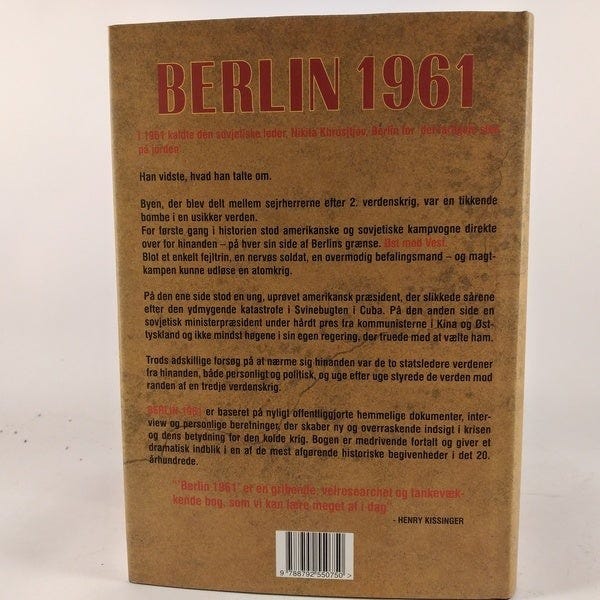 BERLIN 1961
I 1961 kaldte den sovjetiske leder, Nikita Khrusjtjov, Berlin for "det farligste sted
på jorden".
Han vidste, hvad han talte om.
Byen, der blev delt mellem sejrherrerne efter 2. verdenskrig, var en tikkende
bombe i en usikker verden.
For første gang i historien stod amerikanske og sovjetiske kampvogne direkte
over for hinanden – på hver sin side af Berlins grænse. Øst mod Vest.
Blot et enkelt fejltrin, en nervøs soldat, en overmodig befalingsmand – og magt-
kampen kunne udløse en atomkrig.
På den ene side stod en ung, uprøvet amerikansk præsident, der slikkede sårene
efter den ydmygende katastrofe i Svinebugten i Cuba. På den anden side en
sovjetisk ministerpræsident under hårdt pres fra kommunisterne i Kina og Øst-
tyskland og ikke mindst høgene i sin egen regering, der truede med at vælte ham.
Trods adskillige forsøg på at nærme sig hinanden var de to statsledere verdener
fra hinanden, både personligt og politisk, og uge efter uge styrede de verden mod
randen af en tredje verdenskrig.
BERLIN 1961 er baseret på nyligt offentliggjorte hemmelige dokumenter, inter-
view og personlige beretninger, der skaber ny og overraskende indsigt i krisen
og dens betydning for den kolde krig. Bogen er medrivende fortalt og giver et
dramatisk indblik i en af de mest afgørende historiske begivenheder i det 20.
århundrede.
"'Berlin 1961' er en gribende, velresearchet og tankevæk-
kende bog, som vi kan lære meget af i dag"
- HENRY KISSINGER
9 788792 550750 >